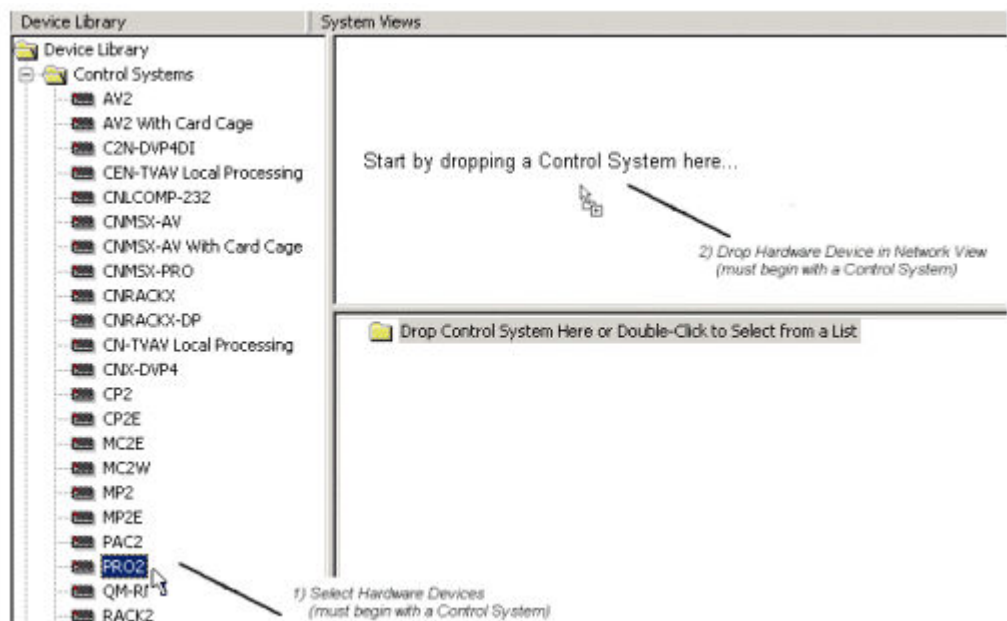 Device Library
System Views
Device Library
Control Systems
AV2
AV2 With Card Cage
C2N-DVP4DI
CEN-TVAV Local Processing
CNLCOMP-232
CNMSX-AV
CNMSX-AV With Card Cage
CNMSX-PRO
CNRACKX
CNRACKX-DP
CN-TVAV Local Processing
CNX-DVP4
CP2
CP2E
MC2E
MC2W
MP2
MP2E
PAC2
PRO2
RACK2
Start by dropping a Control System here...
2) Drop Hardware Device in Network View
(must begin with a Control System)
Drop Control System Here or Double-Click to Select from a List
1) Select Hardware Devices
(must begin with a Control System)